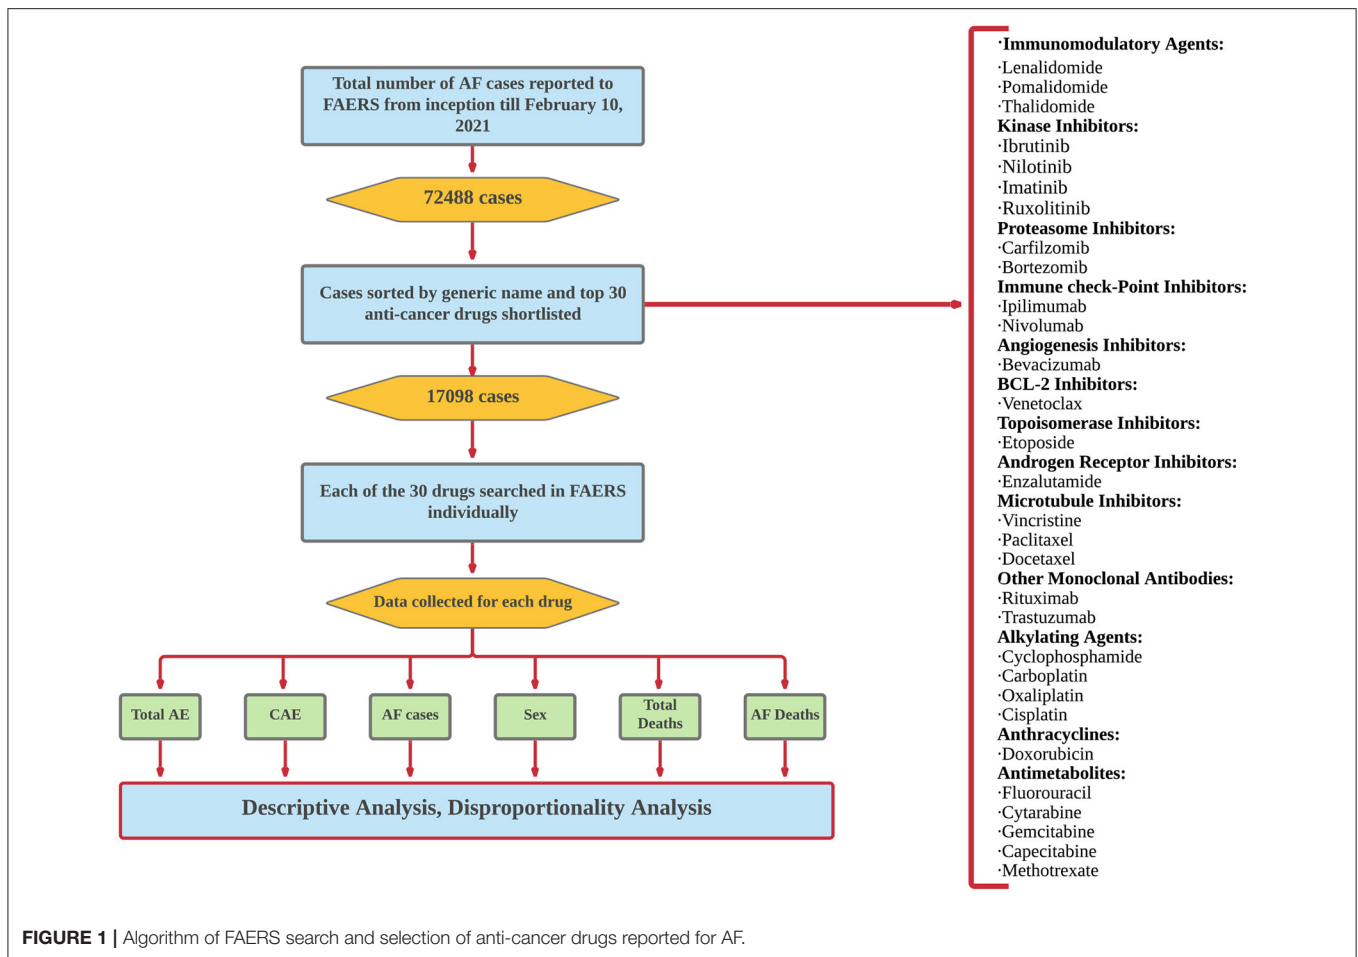 Total number of AF cases reported to
FAERS from inception till February 10,
2021
72488 cases
Cases sorted by generic name and top 30
anti-cancer drugs shortlisted
17098 cases
Each of the 30 drugs searched in FAERS
individually
Data collected for each drug
Total AE
CAE
AF cases
Sex
Total
Deaths
AF Deaths
Descriptive Analysis, Disproportionality Analysis
·Immunomodulatory Agents:
·Lenalidomide
·Pomalidomide
·Thalidomide
Kinase Inhibitors:
·Ibrutinib
·Nilotinib
·Imatinib
·Ruxolitinib
Proteasome Inhibitors:
·Carfilzomib
·Bortezomib
Immune check-Point Inhibitors:
·Ipilimumab
·Nivolumab
Angiogenesis Inhibitors:
·Bevacizumab
BCL-2 Inhibitors:
·Venetoclax
Topoisomerase Inhibitors:
·Etoposide
Androgen Receptor Inhibitors:
·Enzalutamide
Microtubule Inhibitors:
·Vincristine
·Paclitaxel
·Docetaxel
Other Monoclonal Antibodies:
·Rituximab
·Trastuzumab
Alkylating Agents:
·Cyclophosphamide
·Carboplatin
·Oxaliplatin
·Cisplatin
Anthracyclines:
·Doxorubicin
Antimetabolites:
·Fluorouracil
·Cytarabine
·Gemcitabine
·Capecitabine
·Methotrexate
FIGURE 1 | Algorithm of FAERS search and selection of anti-cancer drugs reported for AF.